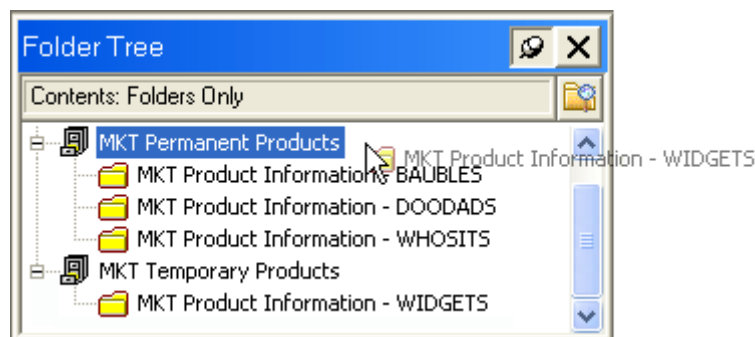 Folder Tree
Contents: Folders Only
MKT Permanent Products
MKT Product Information - WIDGETS
MKT Product Information - BAUBLES
MKT Product Information - DOODADS
MKT Product Information - WHOSITS
MKT Temporary Products
MKT Product Information - WIDGETS